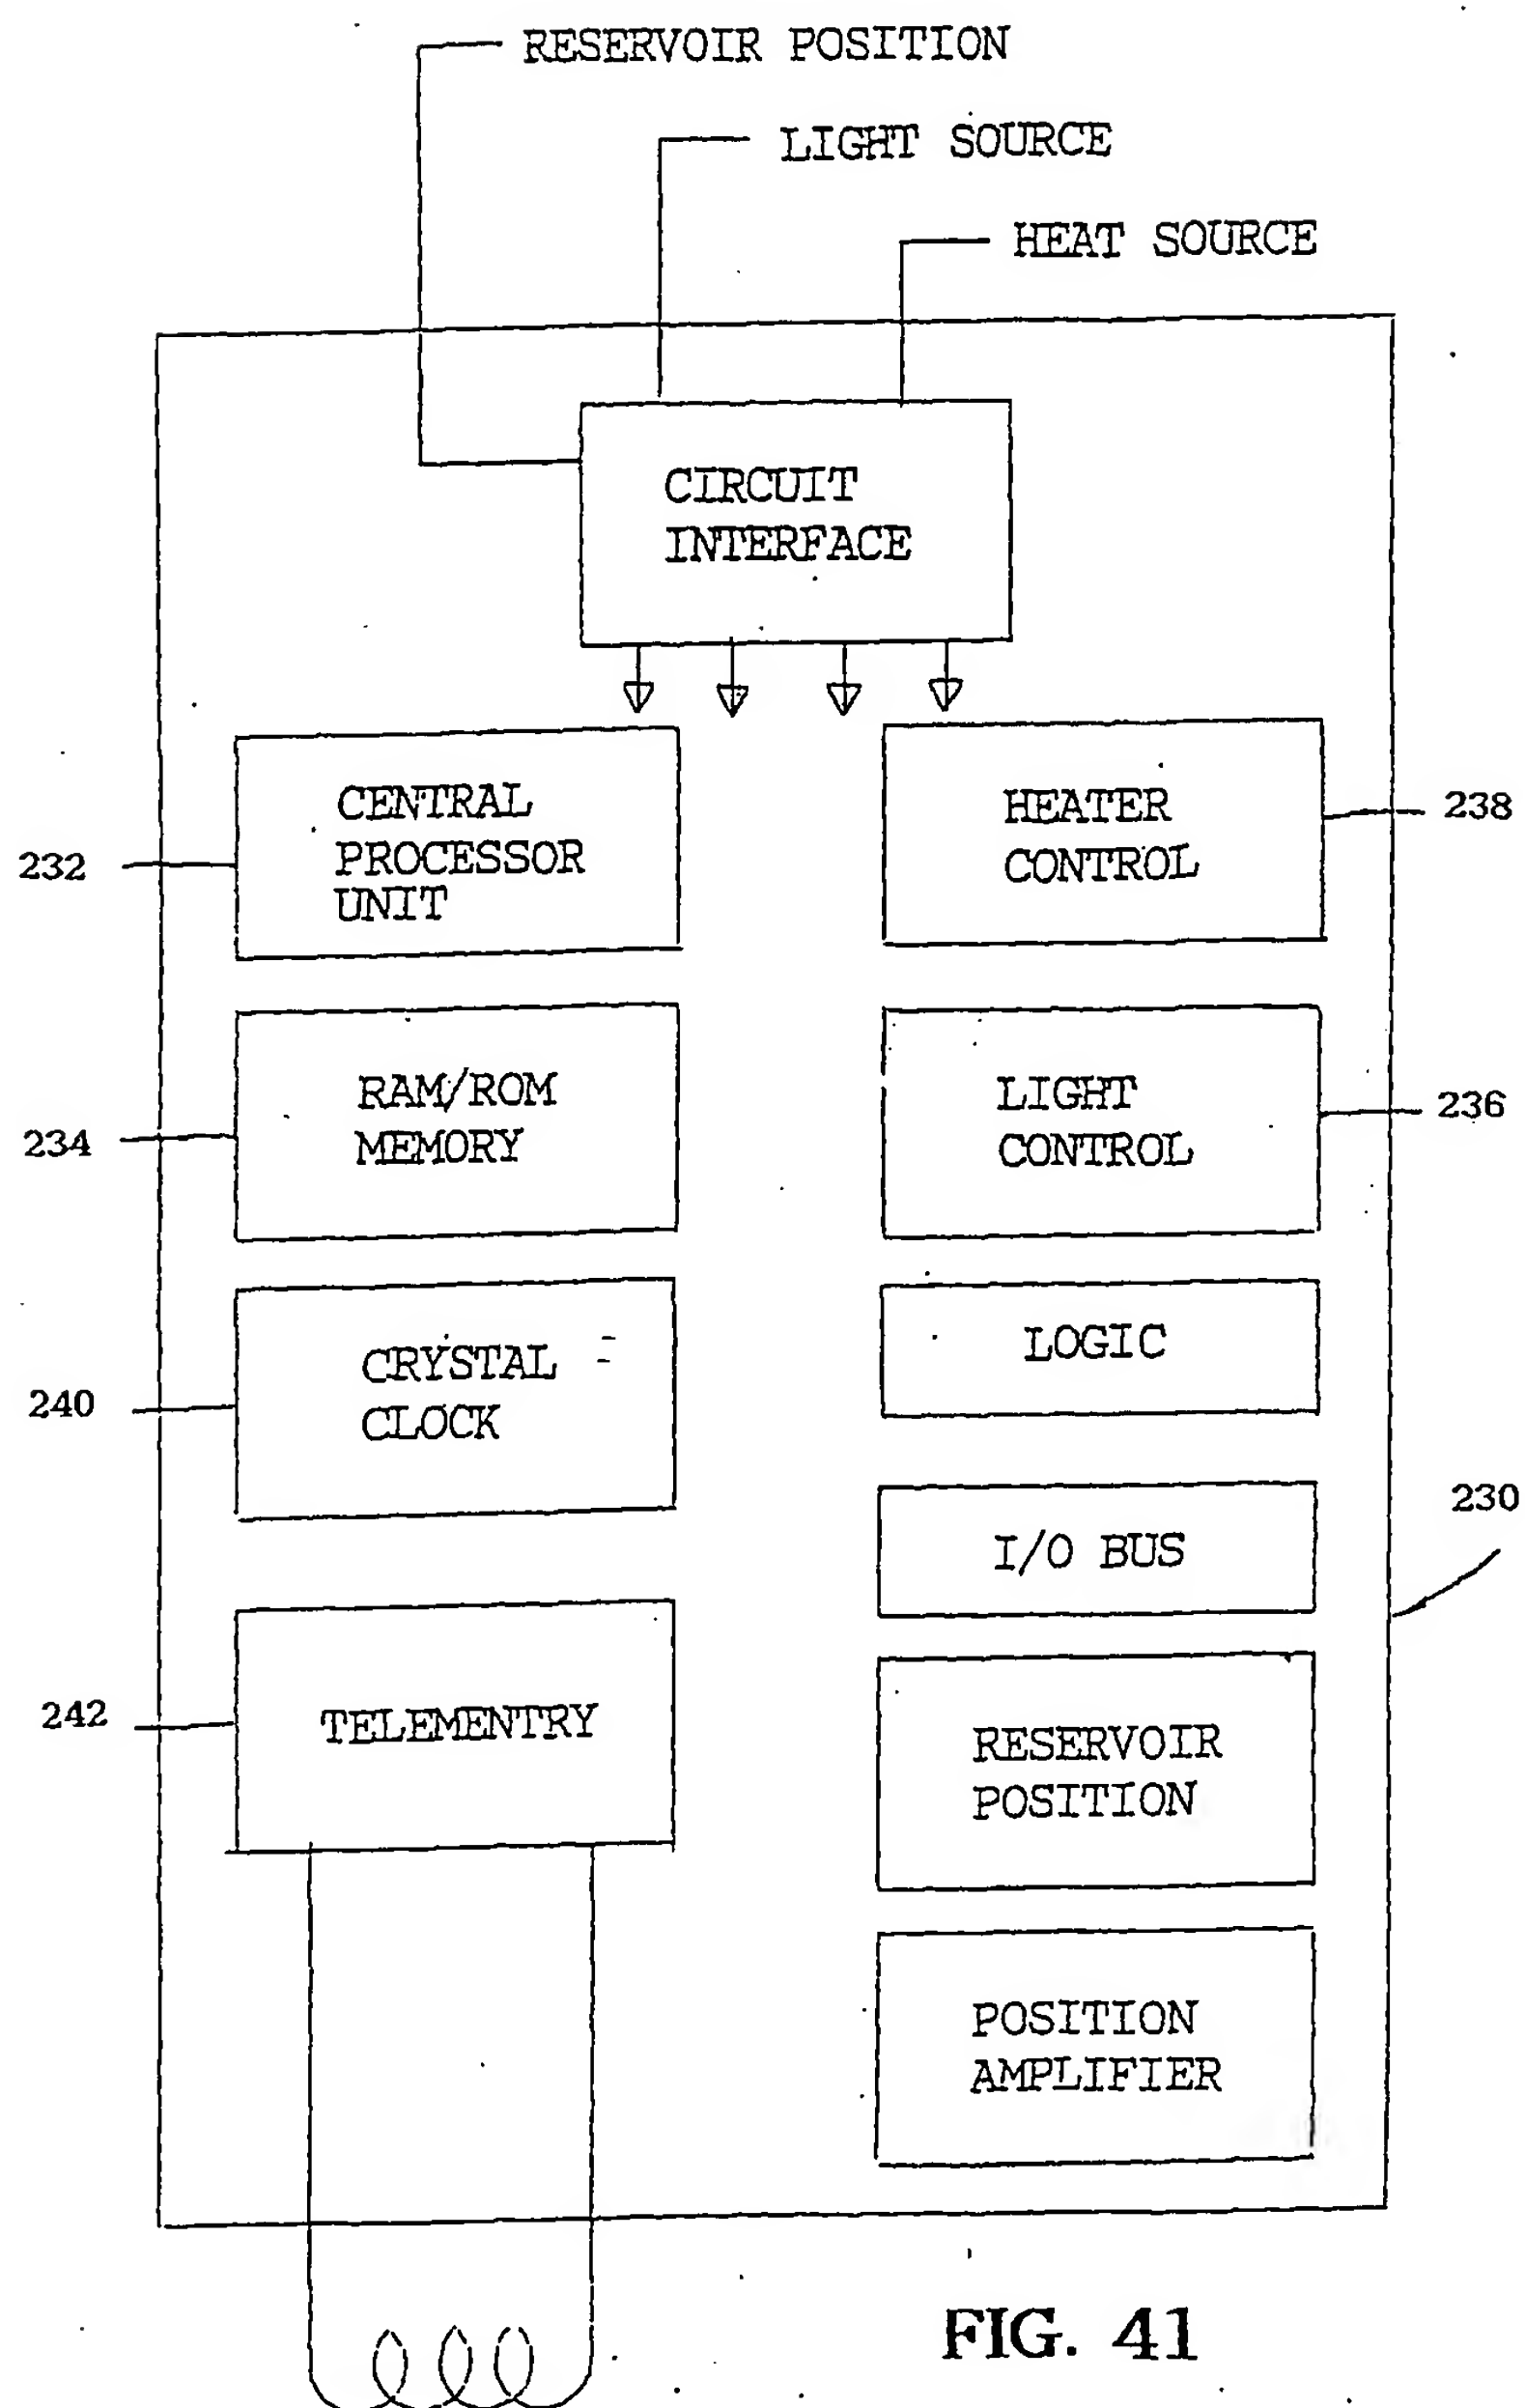 RESERVOIR POSITION
LIGHT SOURCE
HEAT SOURCE
CIRCUIT
INTERFACE
CENTRAL
PROCESSOR
UNIT
232
HEATER
CONTROL
238
RAM/ROM
MEMORY
234
LIGHT
CONTROL
236
CRYSTAL
CLOCK
240
LOGIC
I/O BUS
230
TELEMENTRY
242
RESERVOIR
POSITION
POSITION
AMPLIFIER
FIG. 41